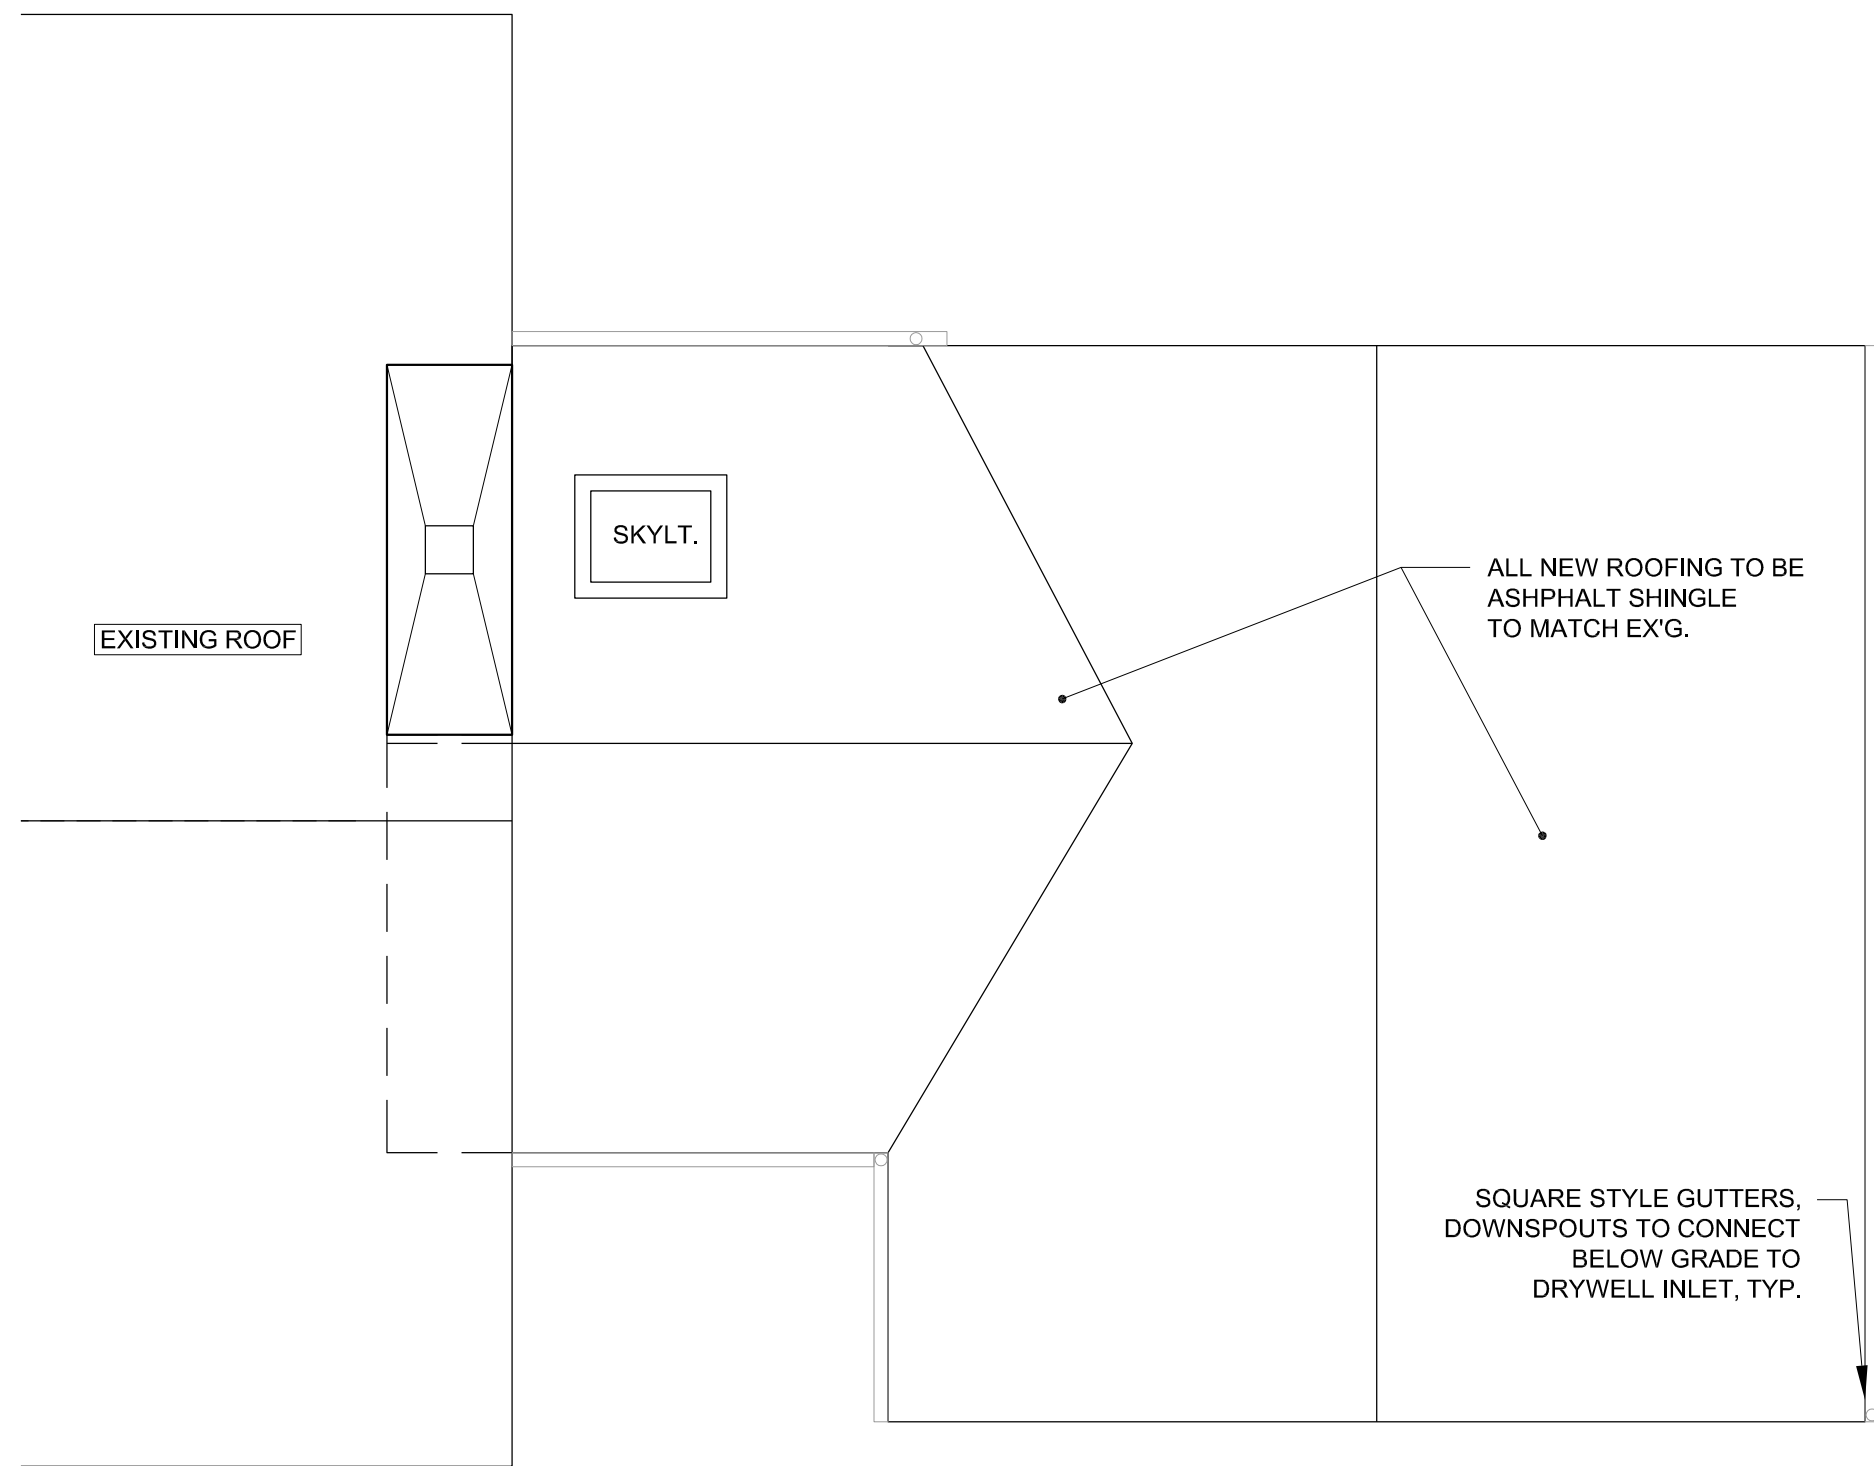 SKYLT.
ALL NEW ROOFING TO BE
ASHPHALT SHINGLE
TO MATCH EX'G.
EXISTING ROOF
SQUARE STYLE GUTTERS,
DOWNSPOUTS TO CONNECT
BELOW GRADE TO
DRYWELL INLET, TYP.